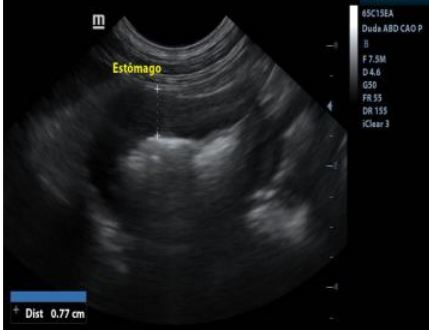 m
65C15EA
Duda ABD CAO P
B
F 7.5M
D 4.6
G50
FR 55
DR 155
iClear 3
Estômago
+ Dist 0.77 cm